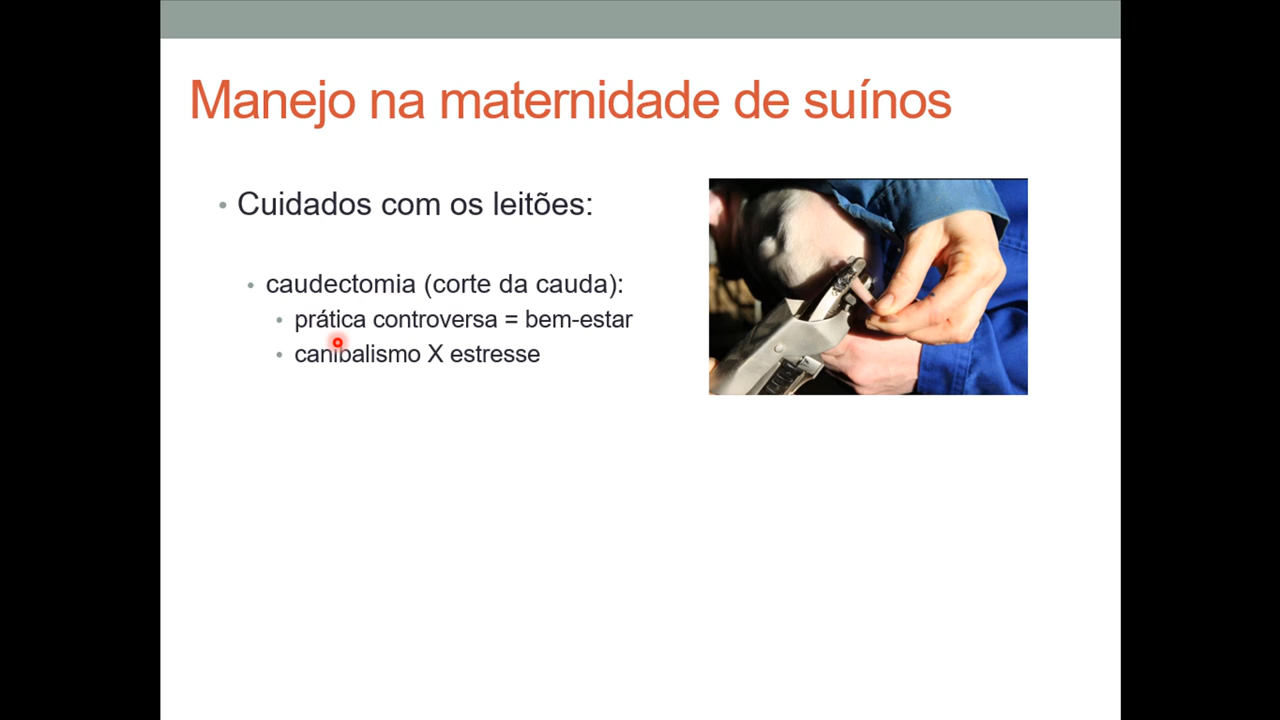 Manejo na maternidade de suínos
• Cuidados com os leitões:
• caudectomia (corte da cauda):
• prática controversa = bem-estar
• canibalismo X estresse